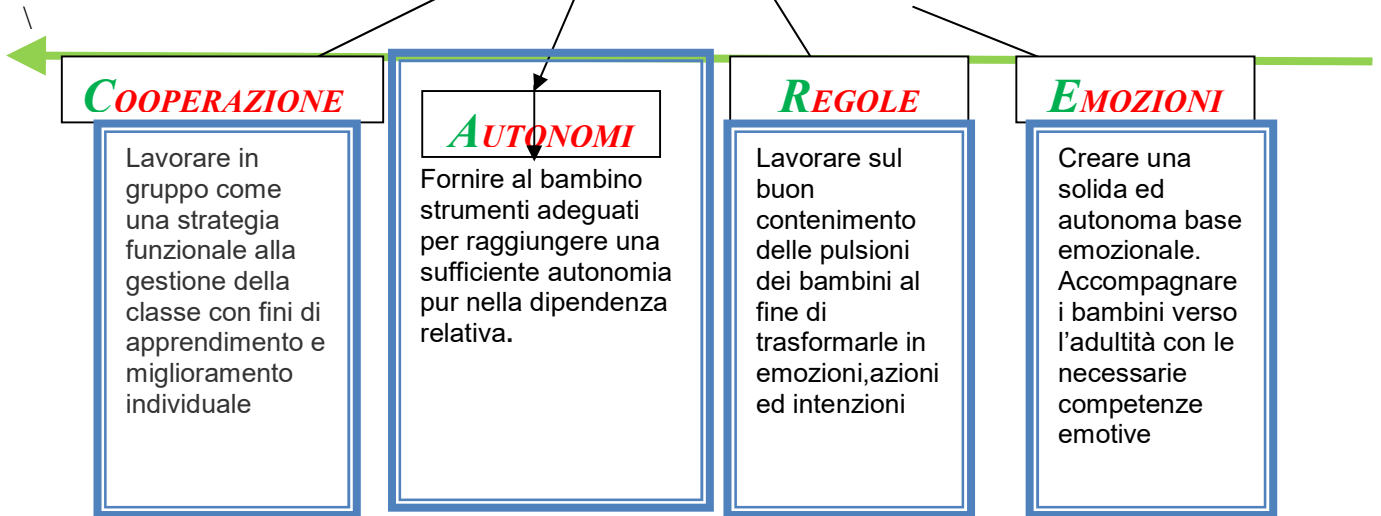 COOPERAZIONE
Lavorare in
gruppo come
una strategia
funzionale alla
gestione della
classe con fini di
apprendimento e
miglioramento
individuale
AUTONOMI
Fornire al bambino
strumenti adeguati
per raggiungere una
sufficiente autonomia
pur nella dipendenza
relativa.
REGOLE
Lavorare sul
buon
contenimento
delle pulsioni
dei bambini al
fine di
trasformarle in
emozioni,azioni
ed intenzioni
EMOZIONI
Creare una
solida ed
autonoma base
emozionale.
Accompagnare
i bambini verso
l’adultità con le
necessarie
competenze
emotive